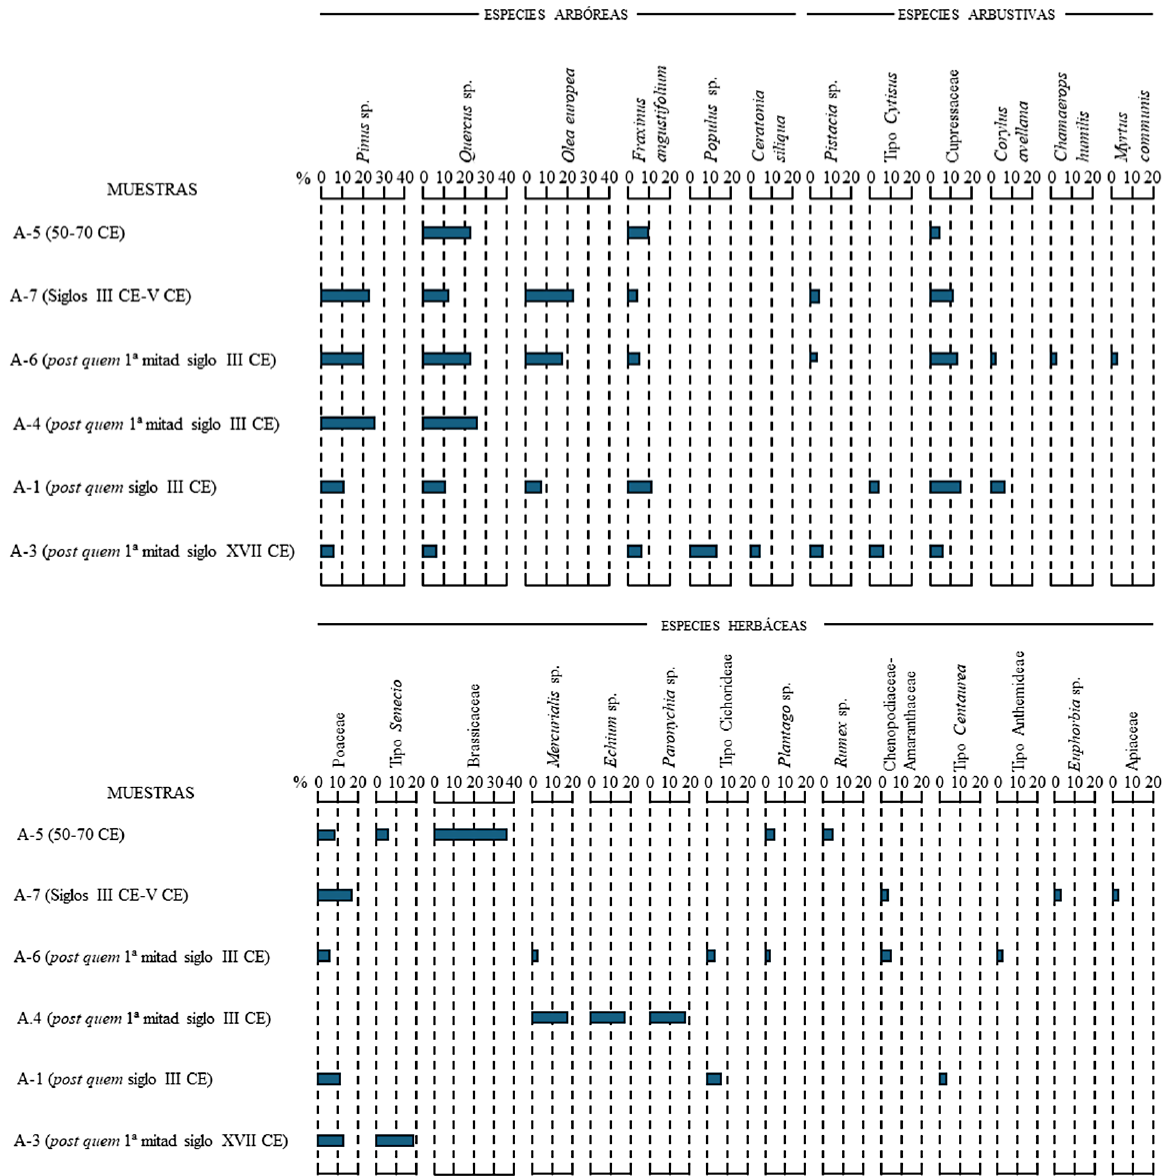 ESPECIES ARBÓREAS ESPECIES ARBUSTIVAS
Pinus sp.
Quercus sp.
Olea europea
Fraxinus
angustifolium
Populus sp.
Ceratonia
siliqua
Pistacia sp.
Tipo Cytisus
Cupressaceae
Corylus
avellana
Chamaerops
humilis
Myrtus
communis
% 0 10 20 30 40 0 10 20 30 40 0 10 20 30 40 0 10 20 30 40 0 10 20 0 10 20 0 10 20 0 10 20 0 10 20 0 10 20 0 10 20 0 10 20
MUESTRAS
A-5 (50-70 CE)
A-7 (Siglos III CE-V CE)
A-6 (post quem 1ª mitad siglo III CE)
A-4 (post quem 1ª mitad siglo III CE)
A-1 (post quem siglo III CE)
A-3 (post quem 1ª mitad siglo XVII CE)
ESPECIES HERBÁCEAS
Poaceae
Tipo Senecio
Brassicaceae
Mercurialis sp.
Echium sp.
Paronychia sp.
Tipo Cichorideae
Plantago sp.
Rumex sp.
Chenopodiaceae-
Amaranthaceae
Tipo Centaurea
Tipo Anthemideae
Euphorbia sp.
Apiaceae
% 0 10 20 0 10 20 0 10 20 30 40 0 10 20 0 10 20 0 10 20 0 10 20 0 10 20 0 10 20 0 10 20 0 10 20 0 10 20 0 10 20 0 10 20
MUESTRAS
A-5 (50-70 CE)
A-7 (Siglos III CE-V CE)
A-6 (post quem 1ª mitad siglo III CE)
A.4 (post quem 1ª mitad siglo III CE)
A-1 (post quem siglo III CE)
A-3 (post quem 1ª mitad siglo XVII CE)